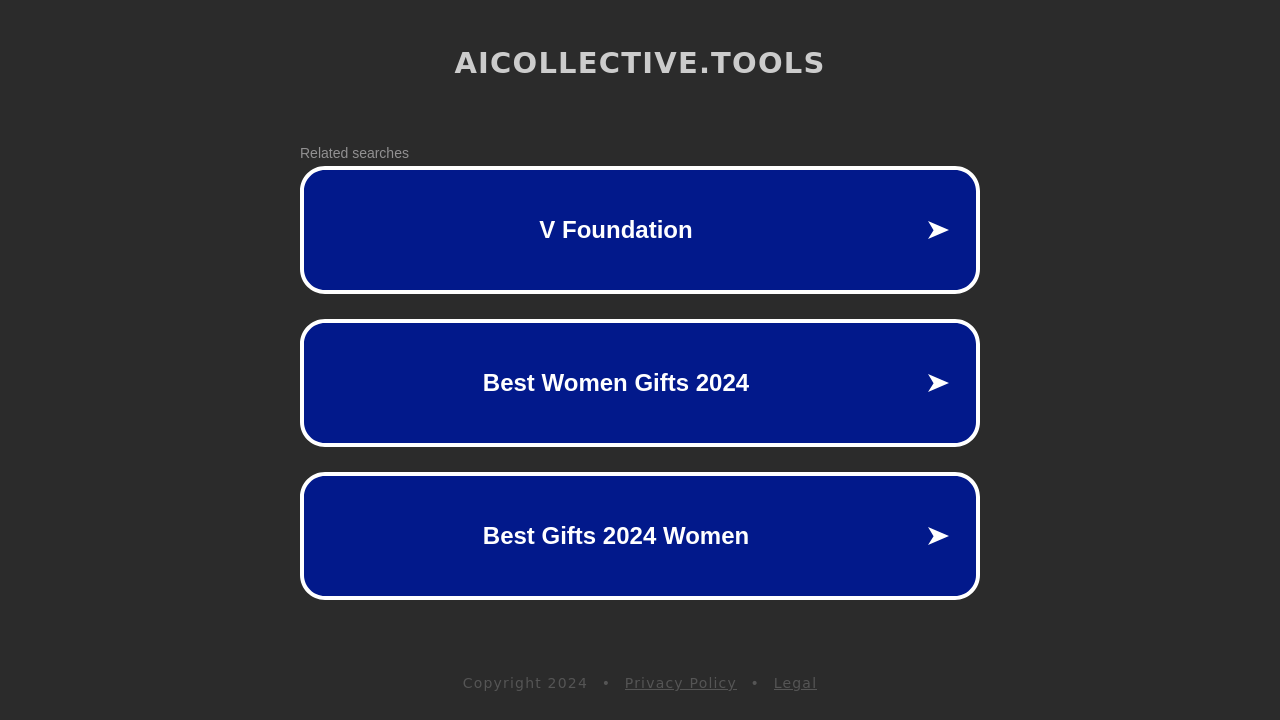 AICOLLECTIVE.TOOLS
Related searches
V Foundation
Best Women Gifts 2024
Best Gifts 2024 Women
Copyright 2024 • Privacy Policy • Legal